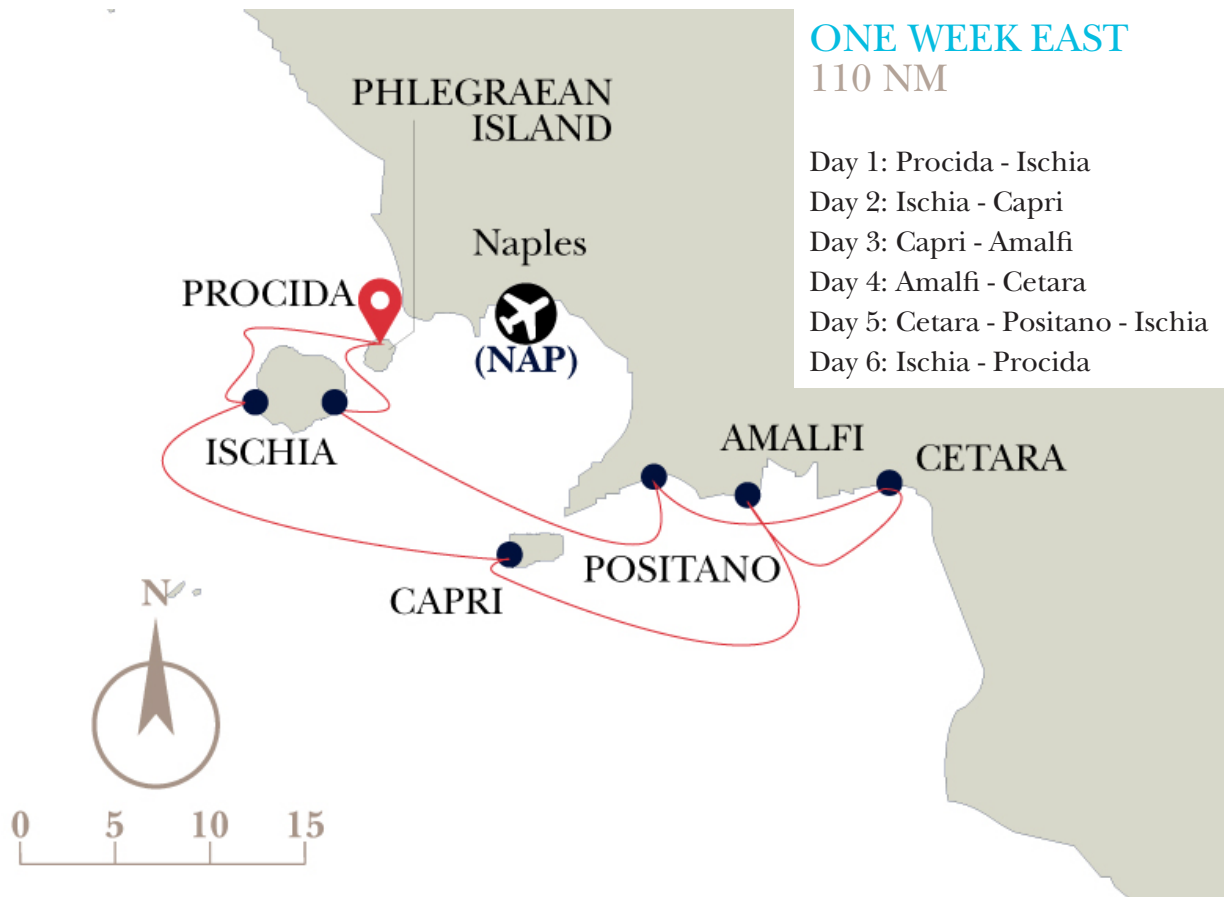 ONE WEEK EAST
110 NM
Day 1: Procida - Ischia
Day 2: Ischia - Capri
Day 3: Capri - Amalfi
Day 4: Amalfi - Cetara
Day 5: Cetara - Positano - Ischia
Day 6: Ischia - Procida
PHLEGRAEAN
ISLAND
Naples
PROCIDA
(NAP)
ISCHIA
AMALFI
CETARA
POSITANO
CAPRI
N
0 5 10 15